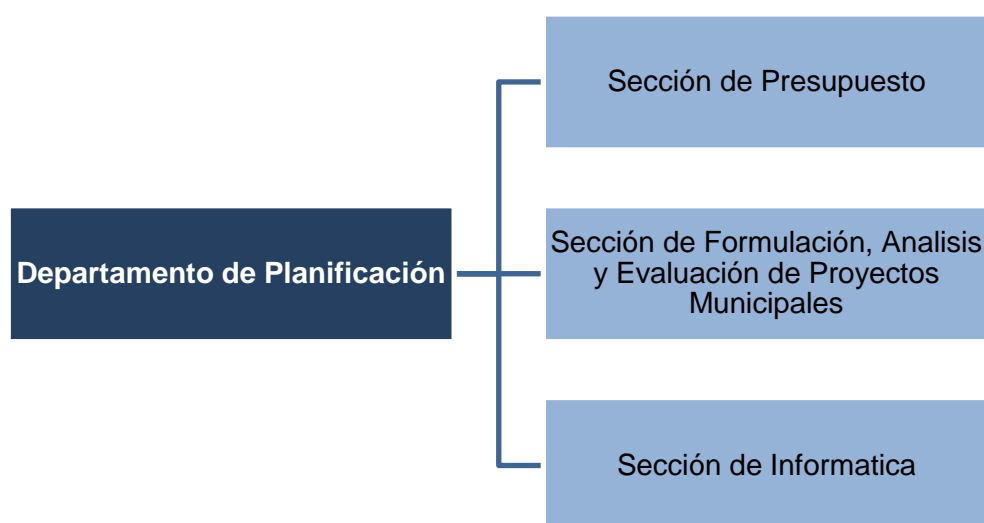 Sección de Presupuesto
Departamento de Planificación
Sección de Formulación, Analisis
y Evaluación de Proyectos
Municipales
Sección de Informatica